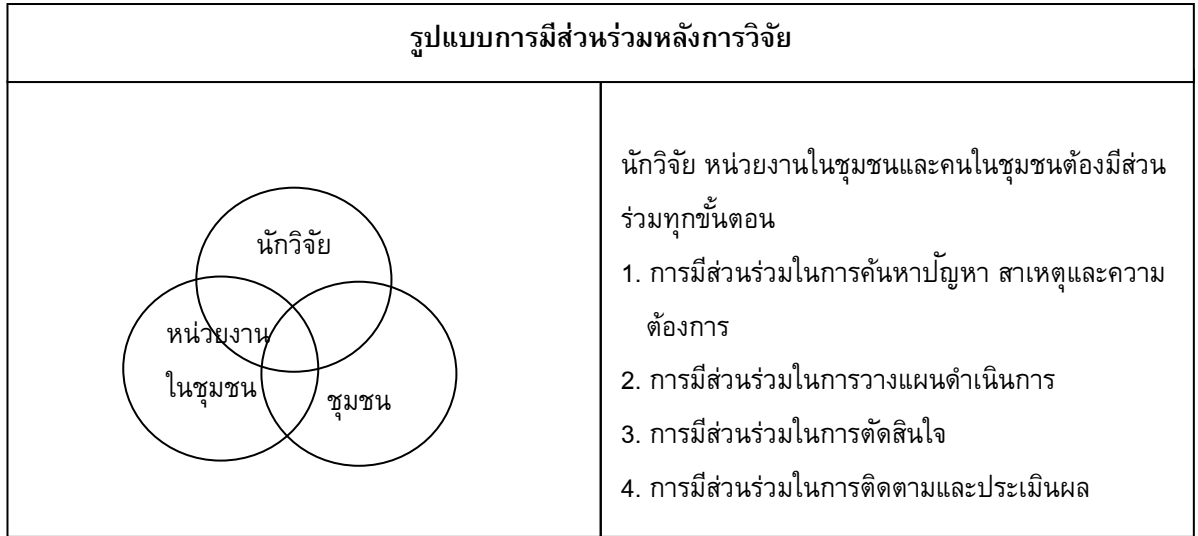 รูปแบบการมีส่วนร่วมหลังการวิจัย
นักวิจัย
หน่วยงาน
ในชุมชน
ชุมชน
นักวิจัย หน่วยงานในชุมชนและคนในชุมชนต้องมีส่วน
ร่วมทุกขั้นตอน
1. การมีส่วนร่วมในการค้นหาปัญหา สาเหตุและความ
ต้องการ
2. การมีส่วนร่วมในการวางแผนดำเนินการ
3. การมีส่วนร่วมในการตัดสินใจ
4. การมีส่วนร่วมในการติดตามและประเมินผล